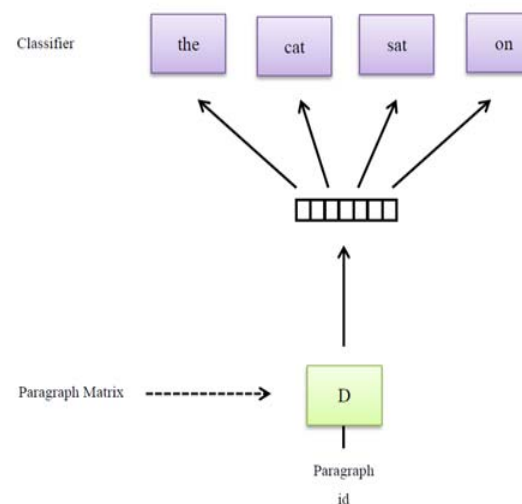 Classifier
the
cat
sat
on
Paragraph Matrix
D
Paragraph
id